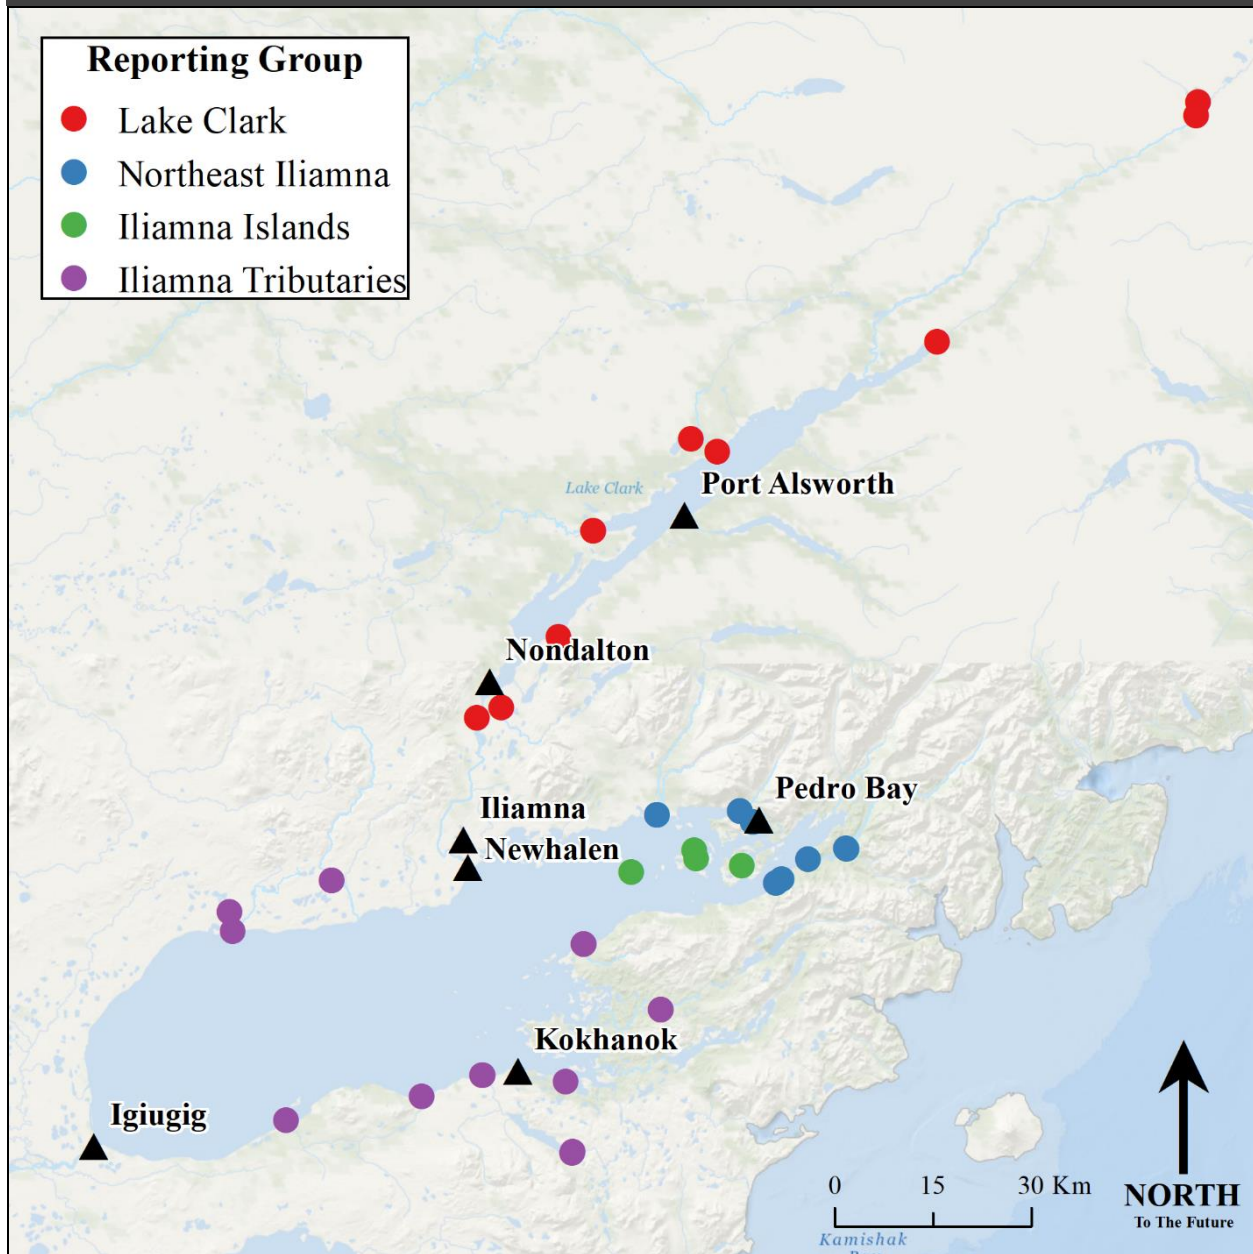 Reporting Group
Lake Clark
Northeast Iliamna
Iliamna Islands
Iliamna Tributaries
Lake Clark
Port Alsworth
Nondalton
Pedro Bay
Iliamna
Newhalen
Kokhanok
Igiugig
0 15 30 Km
NORTH
To The Future
Kamishak